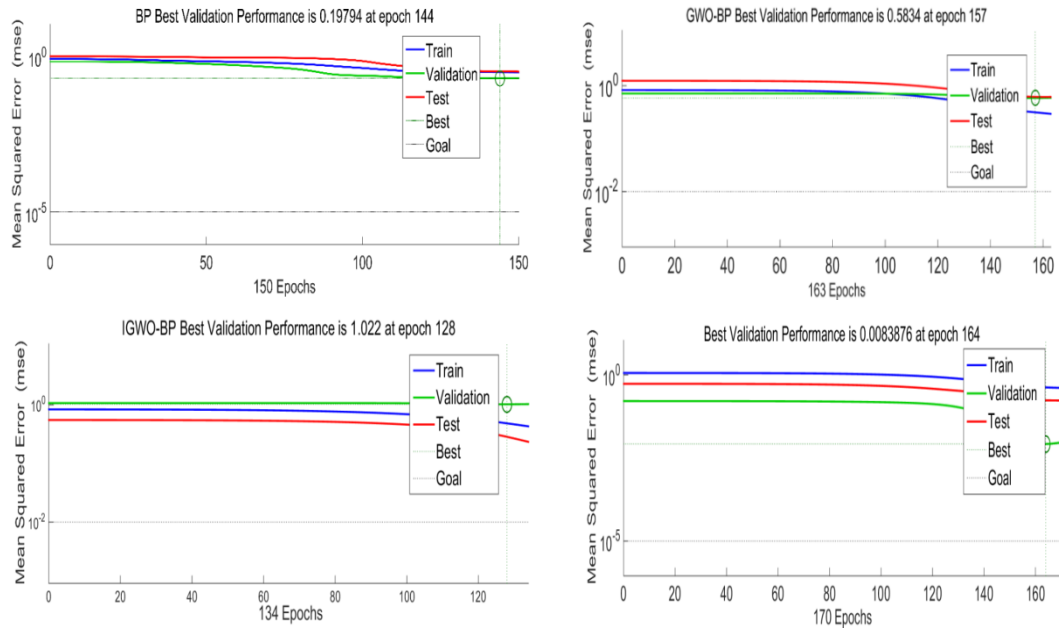 BP Best Validation Performance is 0.19794 at epoch 144
Mean Squared Error (mse)
10^0
10^-5
Train
Validation
Test
Best
Goal
0 50 100 150
150 Epochs
GWO-BP Best Validation Performance is 0.5834 at epoch 157
Mean Squared Error (mse)
10^0
10^-2
Train
Validation
Test
Best
Goal
0 20 40 60 80 100 120 140 160
163 Epochs
IGWO-BP Best Validation Performance is 1.022 at epoch 128
Mean Squared Error (mse)
10^0
10^-2
Train
Validation
Test
Best
Goal
0 20 40 60 80 100 120
134 Epochs
Best Validation Performance is 0.0083876 at epoch 164
Mean Squared Error (mse)
10^0
10^-5
Train
Validation
Test
Best
Goal
0 20 40 60 80 100 120 140 160
170 Epochs